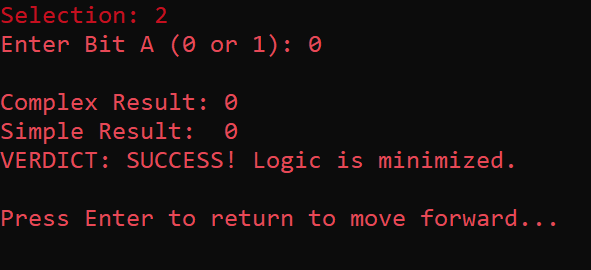 Selection: 2
Enter Bit A (0 or 1): 0
Complex Result: 0
Simple Result:  0
VERDICT: SUCCESS! Logic is minimized.
Press Enter to return to move forward...